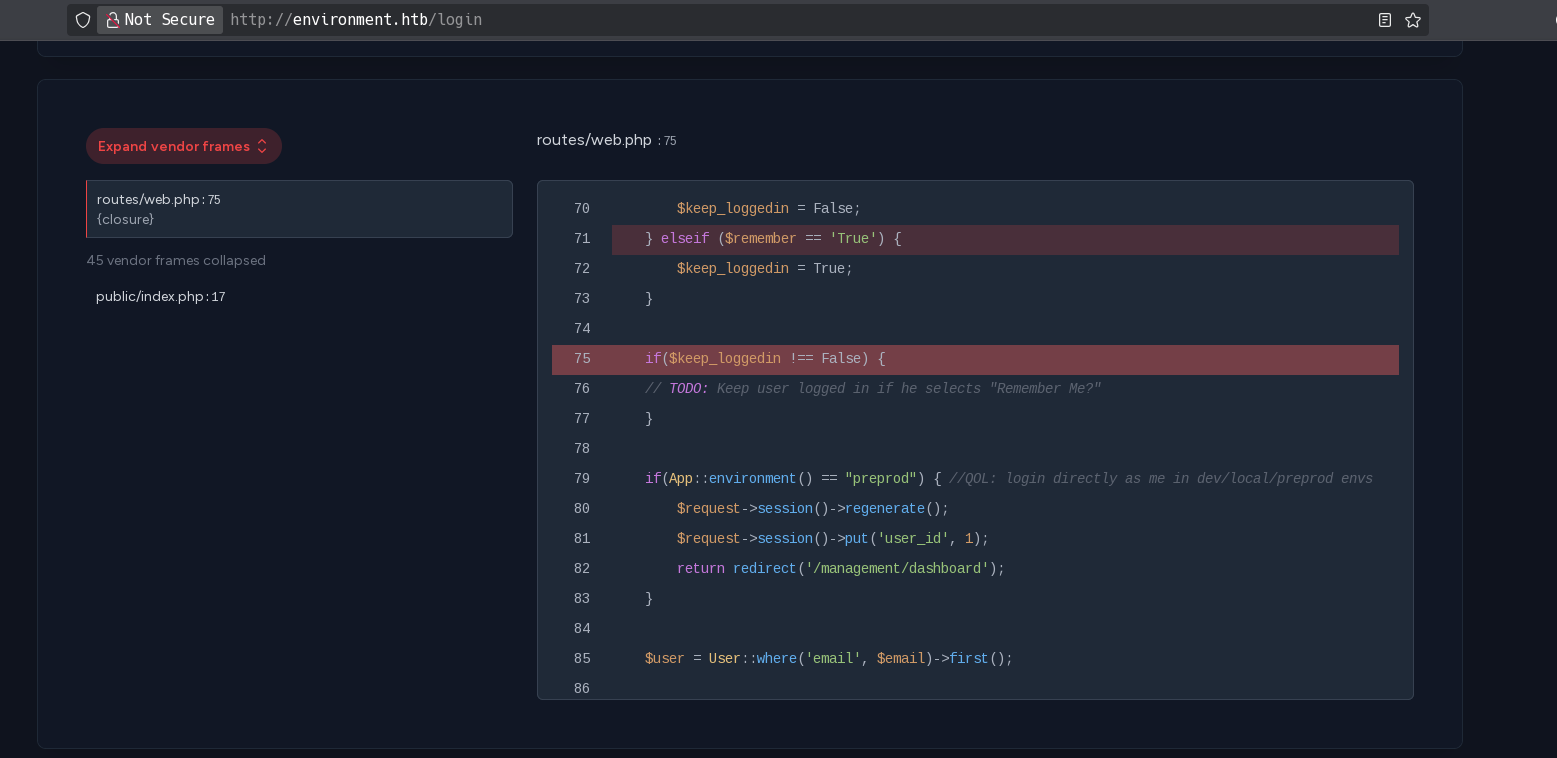 Not Secure http://environment.htb/login
Expand vendor frames
routes/web.php:75
{closure}
45 vendor frames collapsed
public/index.php:17
routes/web.php :75
70         $keep_loggedin = False;
71     } elseif ($remember == 'True') {
72         $keep_loggedin = True;
73     }
74
75     if($keep_loggedin !== False) {
76     // TODO: Keep user logged in if he selects "Remember Me?"
77     }
78
79     if(App::environment() == "preprod") { //QOL: login directly as me in dev/local/preprod envs
80         $request->session()->regenerate();
81         $request->session()->put('user_id', 1);
82         return redirect('/management/dashboard');
83     }
84
85     $user = User::where('email', $email)->first();
86